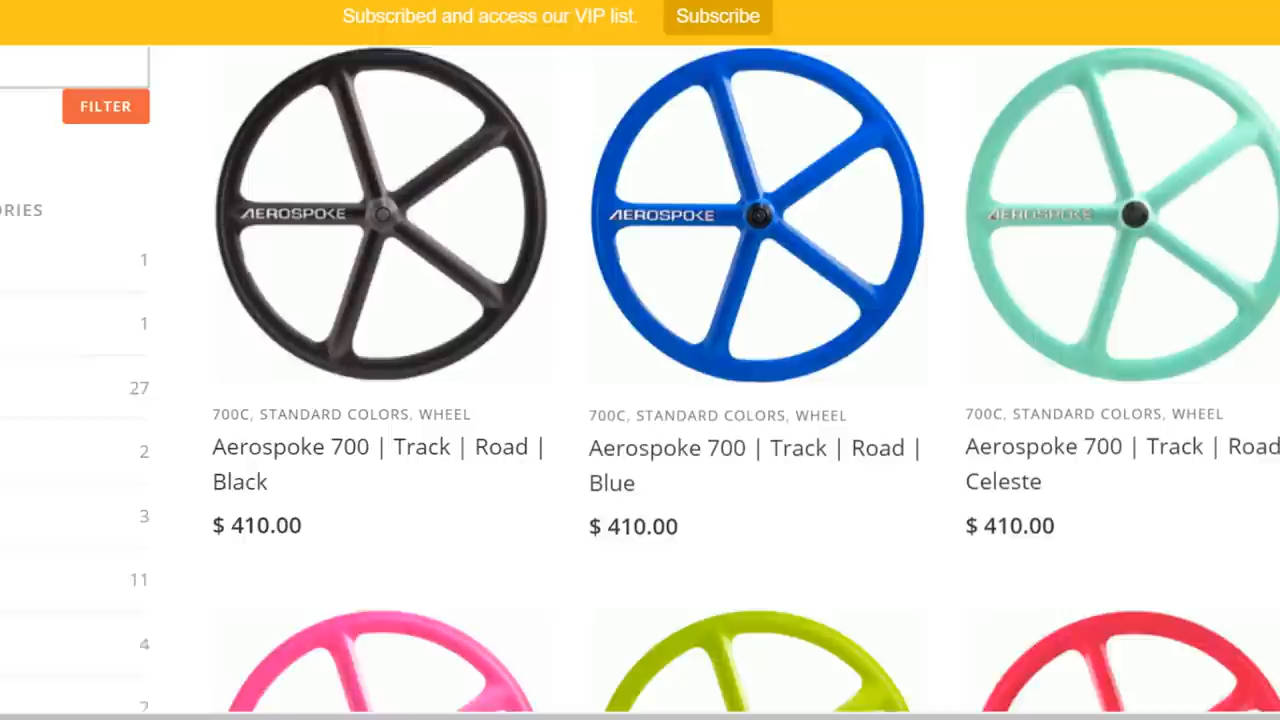 Subscribed and access our VIP list.
Subscribe
FILTER
ORIES
1
1
27
2
3
11
4
2
AEROSPOKE
AEROSPOKE
AEROSPOKE
700C, STANDARD COLORS, WHEEL
Aerospoke 700 | Track | Road |
Black
$ 410.00
700C, STANDARD COLORS, WHEEL
Aerospoke 700 | Track | Road |
Blue
$ 410.00
700C, STANDARD COLORS, WHEEL
Aerospoke 700 | Track | Road
Celeste
$ 410.00